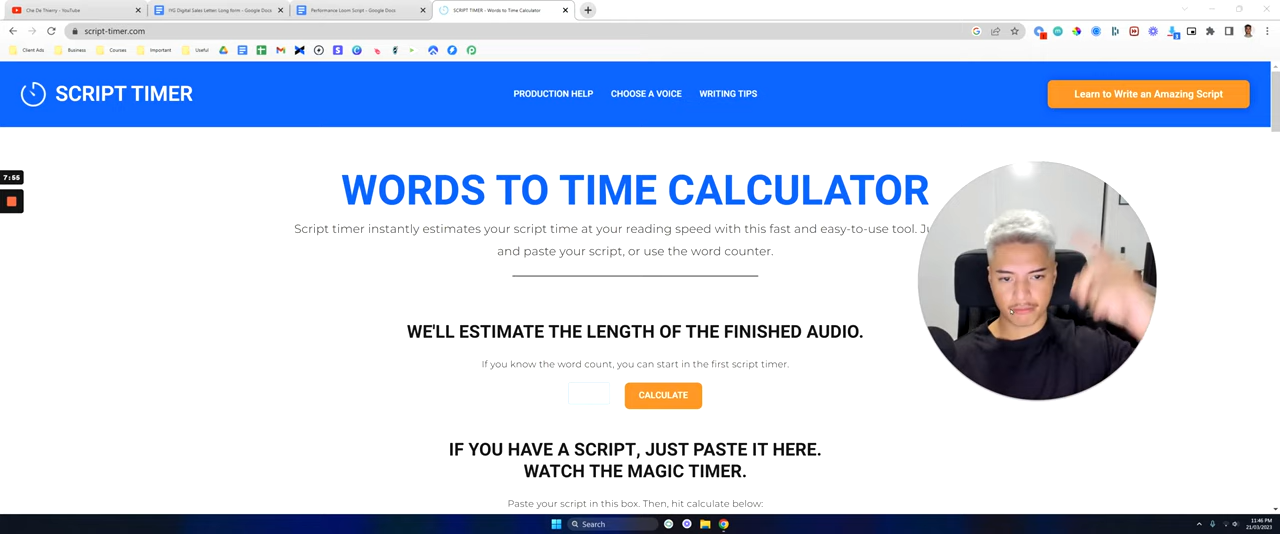 Cha De Thierry - YouTube
YfG Digital Sales Letter: Long form - Google Docs
Performance Loom Script - Google Docs
SCRIPT TIMER - Words to Time Calculator
script-timer.com
Client Ads
Business
Courses
Important
Useful
SCRIPT TIMER
PRODUCTION HELP
CHOOSE A VOICE
WRITING TIPS
Learn to Write an Amazing Script
7:55
WORDS TO TIME CALCULATOR
Script timer instantly estimates your script time at your reading speed with this fast and easy-to-use tool.
and paste your script, or use the word counter.
WE'LL ESTIMATE THE LENGTH OF THE FINISHED AUDIO.
If you know the word count, you can start in the first script timer.
CALCULATE
IF YOU HAVE A SCRIPT, JUST PASTE IT HERE.
WATCH THE MAGIC TIMER.
Paste your script in this box. Then, hit calculate below:
Search
11:46 PM
21/03/2023